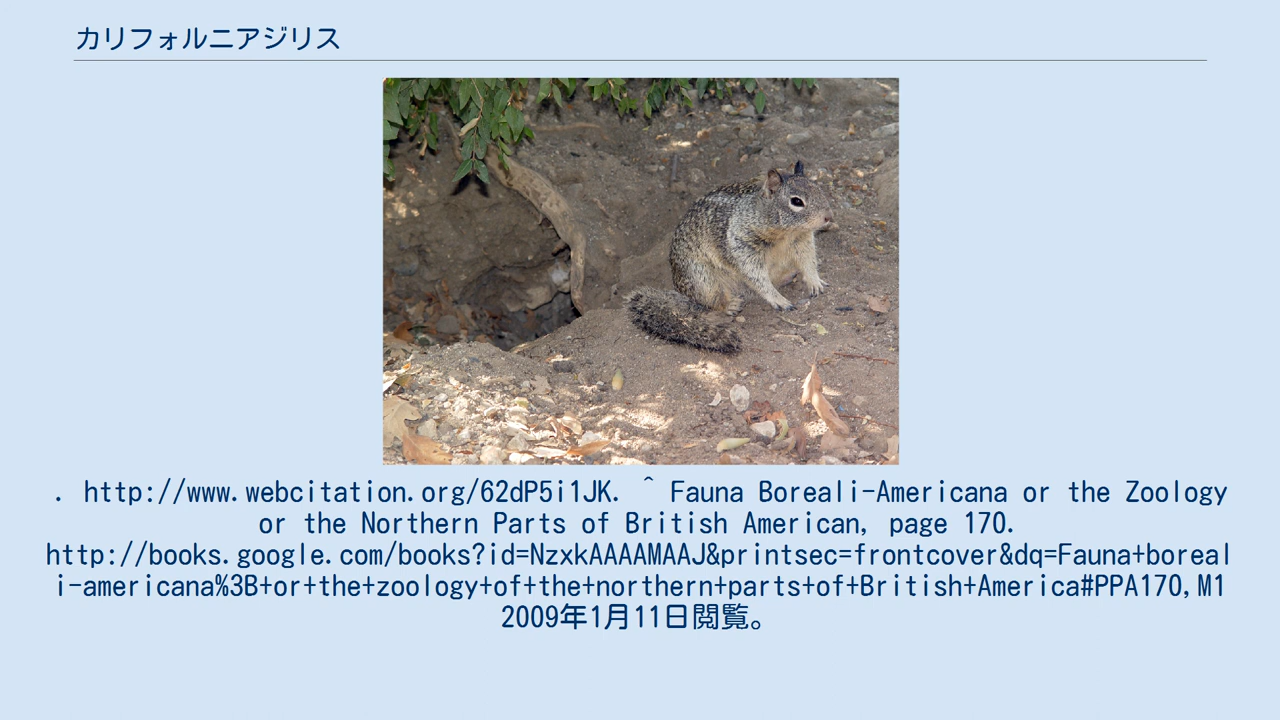 カリフォルニアジリス
. http://www.webcitation.org/62dP5i1JK. ^ Fauna Boreali-Americana or the Zoology
or the Northern Parts of British American, page 170.
http://books.google.com/books?id=NzxkAAAAMAAJ&printsec=frontcover&dq=Fauna+boreal
i-americana%3B+or+the+zoology+of+the+northern+parts+of+British+America#PPA170,M1
2009年1月11日閲覧。